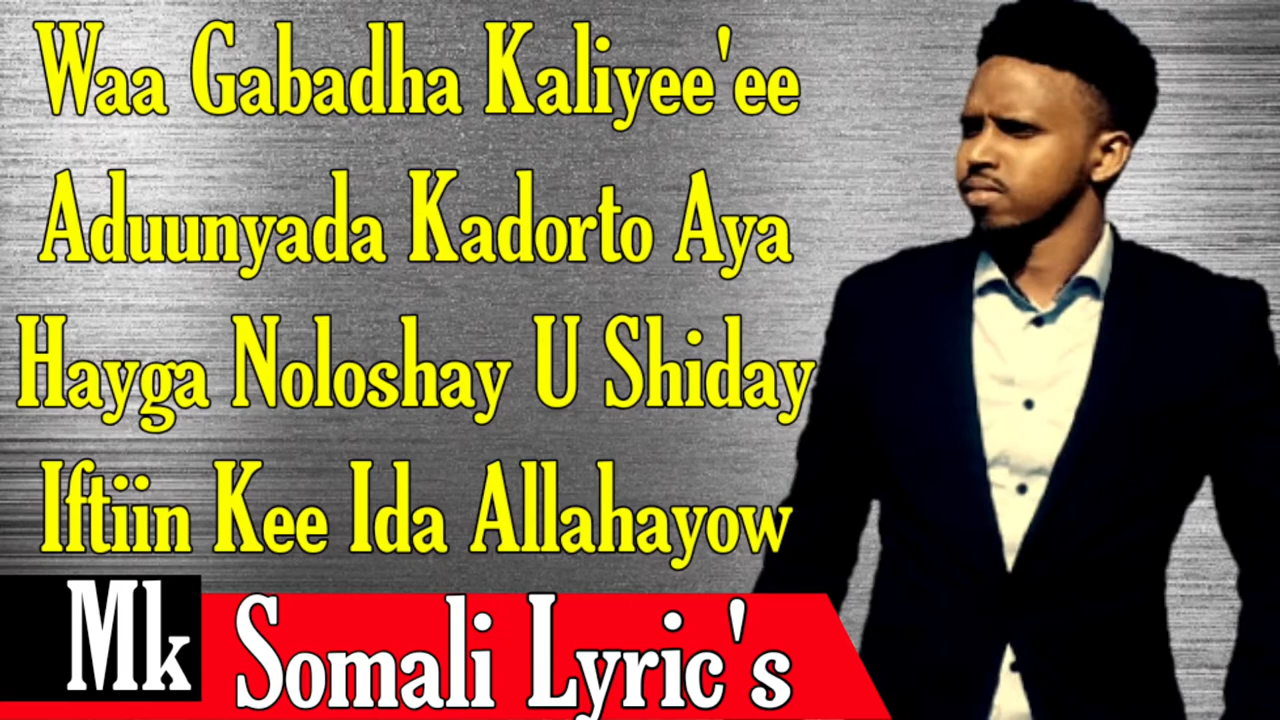 Waa Gabadha Kaliyee'ee
Aduunyada Kadorto Aya
Hayga Noloshay U Shiday
Iftiin Kee Ida Allahayow
Mk Somali Lyric's